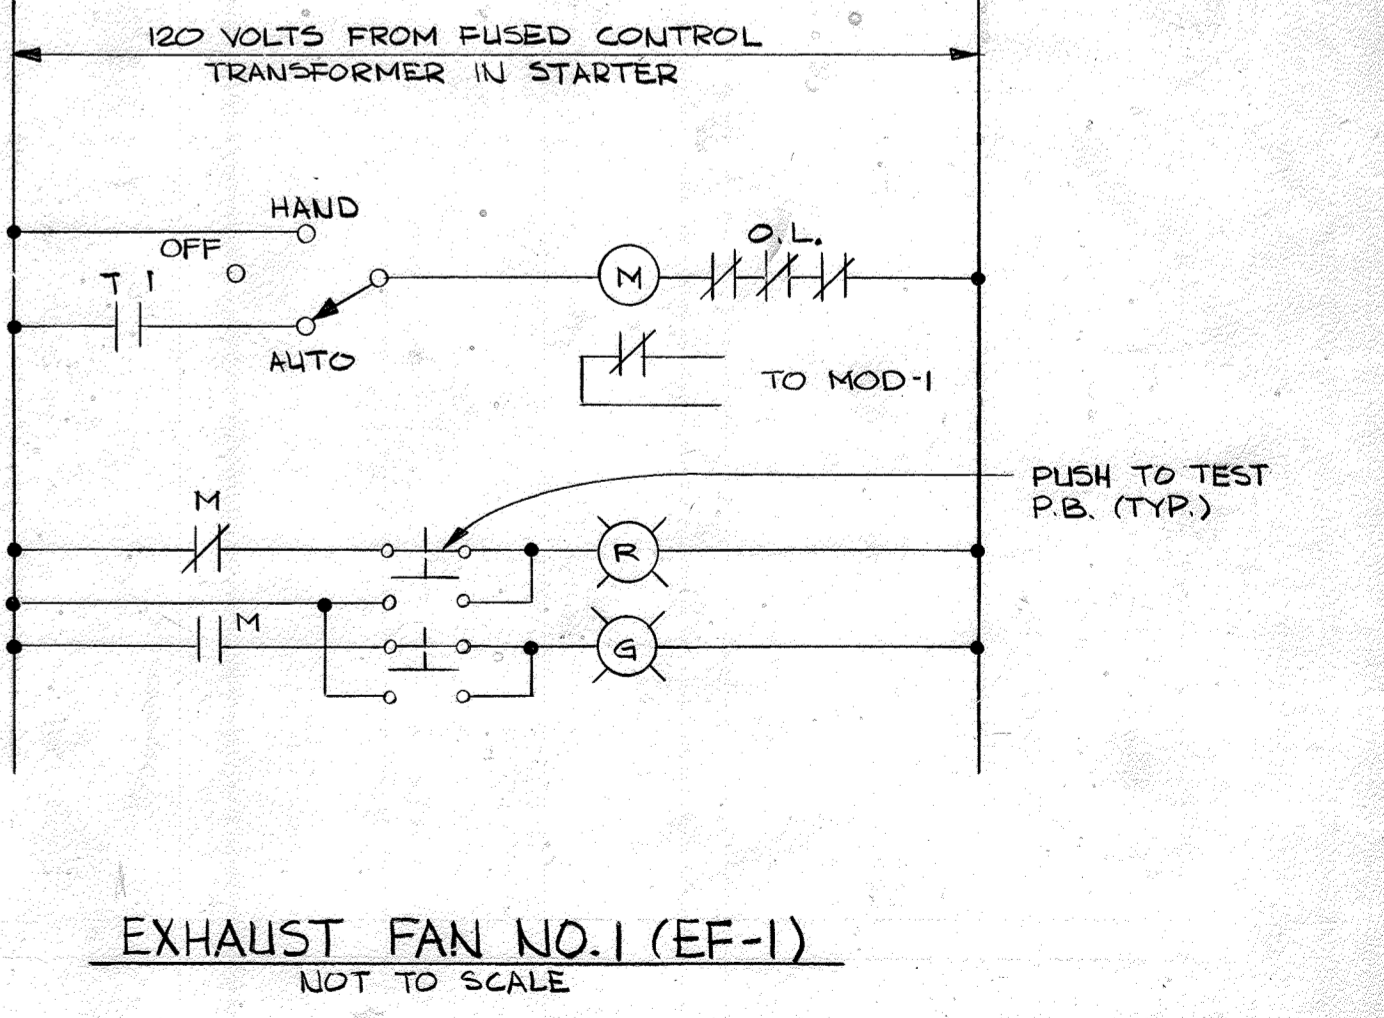 120 VOLTS FROM FUSED CONTROL
TRANSFORMER IN STARTER
HAND
OFF
T 1
AUTO
M
O.L.
TO MOD-1
PUSH TO TEST
P.B. (TYP.)
M
R
M
G
EXHAUST FAN NO. 1 (EF-1)
NOT TO SCALE